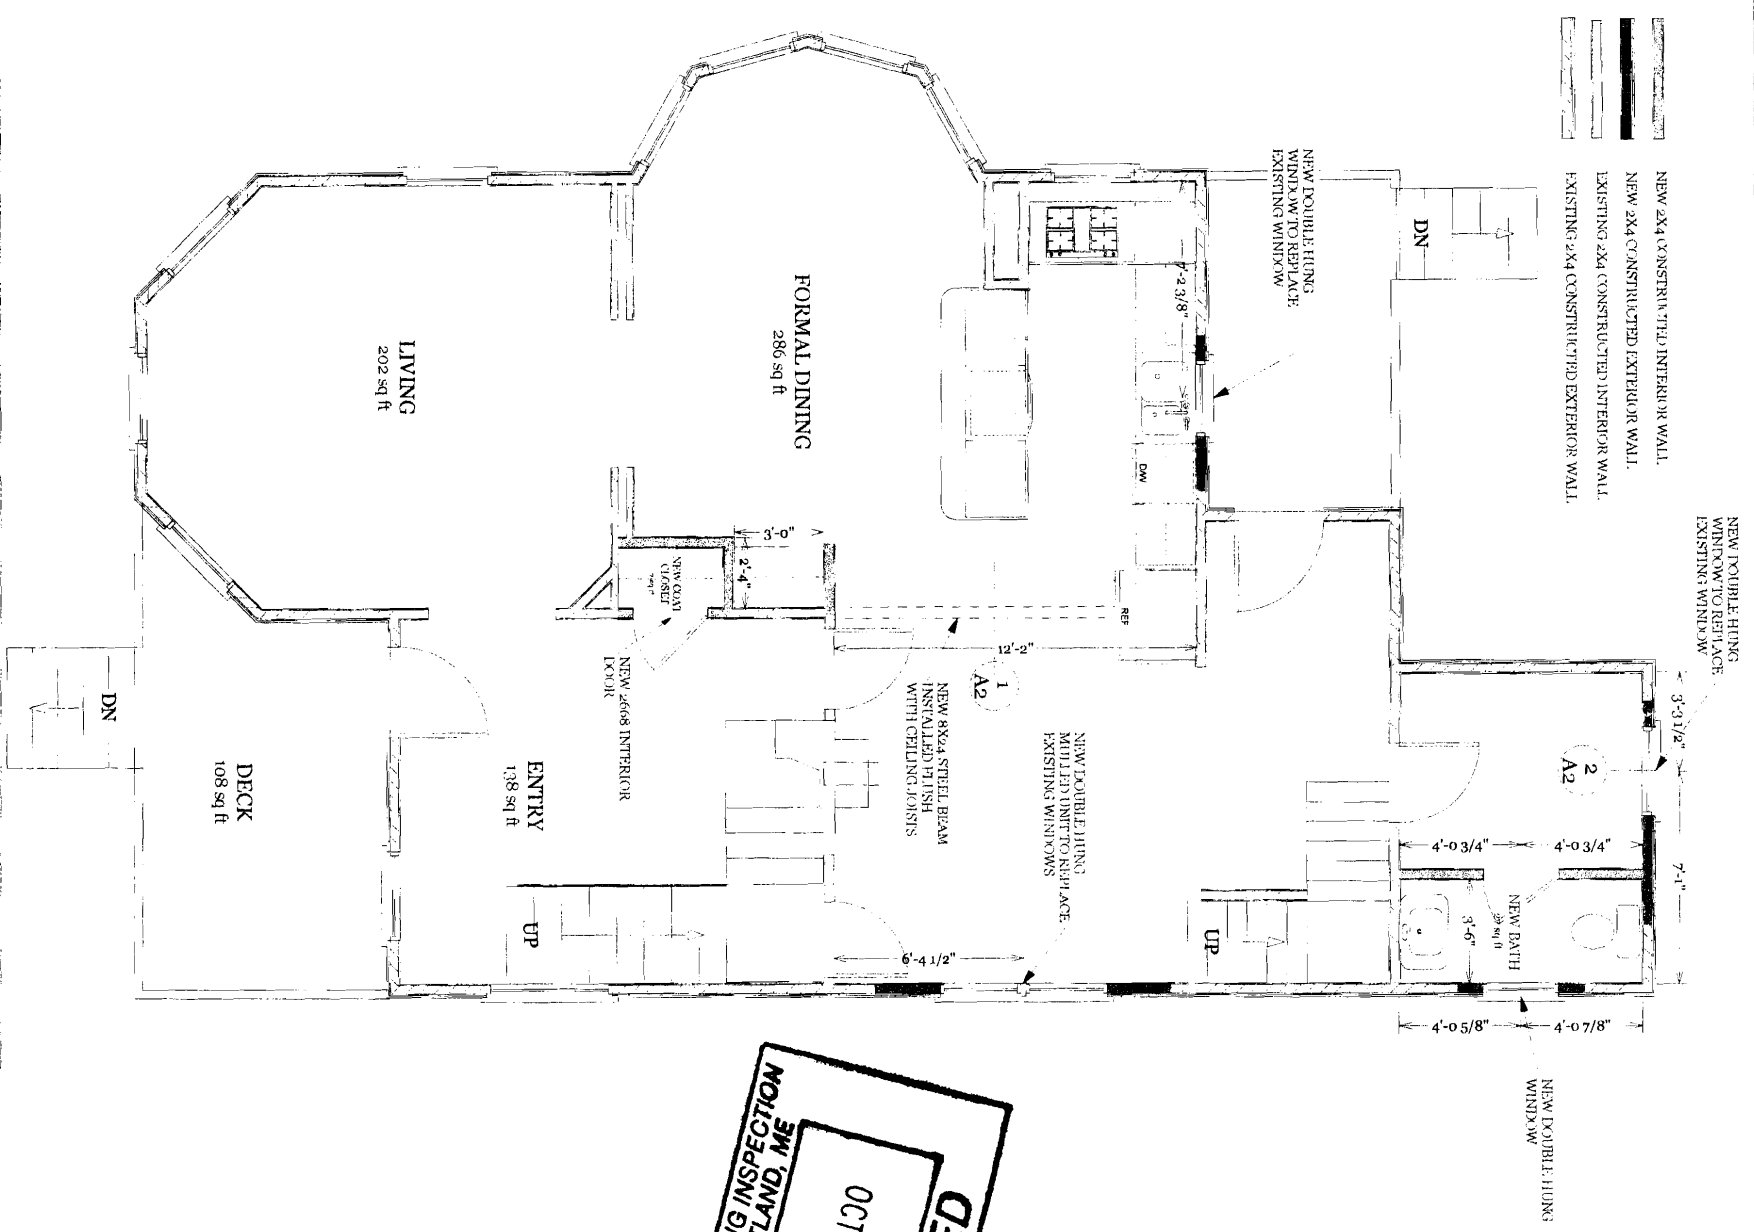 NEW 2X4 CONSTRUCTED INTERIOR WALL
NEW 2X4 CONSTRUCTED EXTERIOR WALL
EXISTING 2X4 CONSTRUCTED INTERIOR WALL
EXISTING 2X4 CONSTRUCTED EXTERIOR WALL
NEW DOUBLE HUNG
WINDOW TO REPLACE
EXISTING WINDOW
NEW DOUBLE HUNG
WINDOW TO REPLACE
EXISTING WINDOW
DN
7'-2 3/8"
DW
REF
FORMAL DINING
286 sq ft
LIVING
202 sq ft
3'-0"
2'-4"
NEW COAT
CLOSET
NEW 2668 INTERIOR
DOOR
12'-2"
1
A2
NEW 8X24 STEEL BEAM
INSTALLED FLUSH
WITH CEILING JOISTS
NEW DOUBLE HUNG
MULLED UNIT TO REPLACE
EXISTING WINDOWS
3'-3 1/2"
7'-1"
2
A2
4'-0 3/4"
4'-0 3/4"
NEW BATH
sq ft
3'-6"
4'-0 5/8"
4'-0 7/8"
NEW DOUBLE HUNG
WINDOW
UP
6'-4 1/2"
UP
ENTRY
138 sq ft
DECK
108 sq ft
DN
ED
OCT
G INSPECTION
TLAND, ME